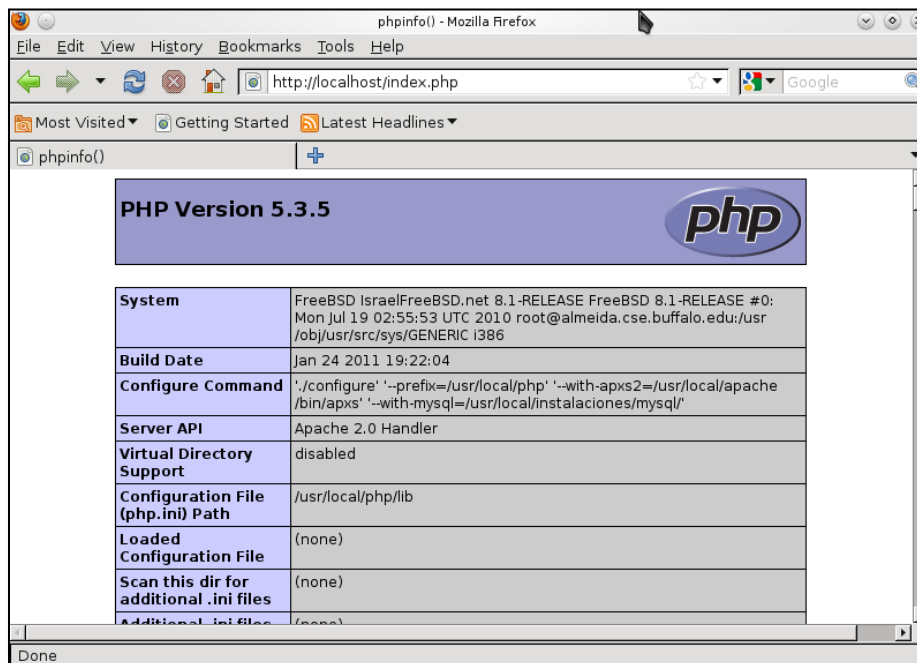 phpinfo() - Mozilla Firefox
File Edit View History Bookmarks Tools Help
http://localhost/index.php
Google
Most Visited
Getting Started
Latest Headlines
phpinfo()
PHP Version 5.3.5
php
System
FreeBSD IsraelFreeBSD.net 8.1-RELEASE FreeBSD 8.1-RELEASE #0:
Mon Jul 19 02:55:53 UTC 2010 root@almeida.cse.buffalo.edu:/usr
/obj/usr/src/sys/GENERIC i386
Build Date
Jan 24 2011 19:22:04
Configure Command
'./configure' '--prefix=/usr/local/php' '--with-apxs2=/usr/local/apache
/bin/apxs' '--with-mysql=/usr/local/instalaciones/mysql/'
Server API
Apache 2.0 Handler
Virtual Directory
Support
disabled
Configuration File
(php.ini) Path
/usr/local/php/lib
Loaded
Configuration File
(none)
Scan this dir for
additional .ini files
(none)
Additional .ini files
(none)
Done